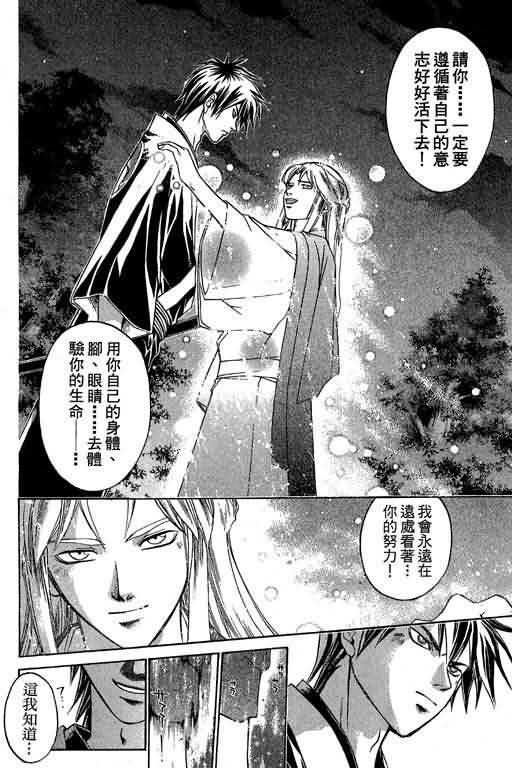 請你……一定要
遵循著自己的意
志好好活下去！
用你自己的身體、
腳、眼睛……去體
驗你的生命——…
我會永遠在
遠處看著…
你的努力！
？…
這我知道…